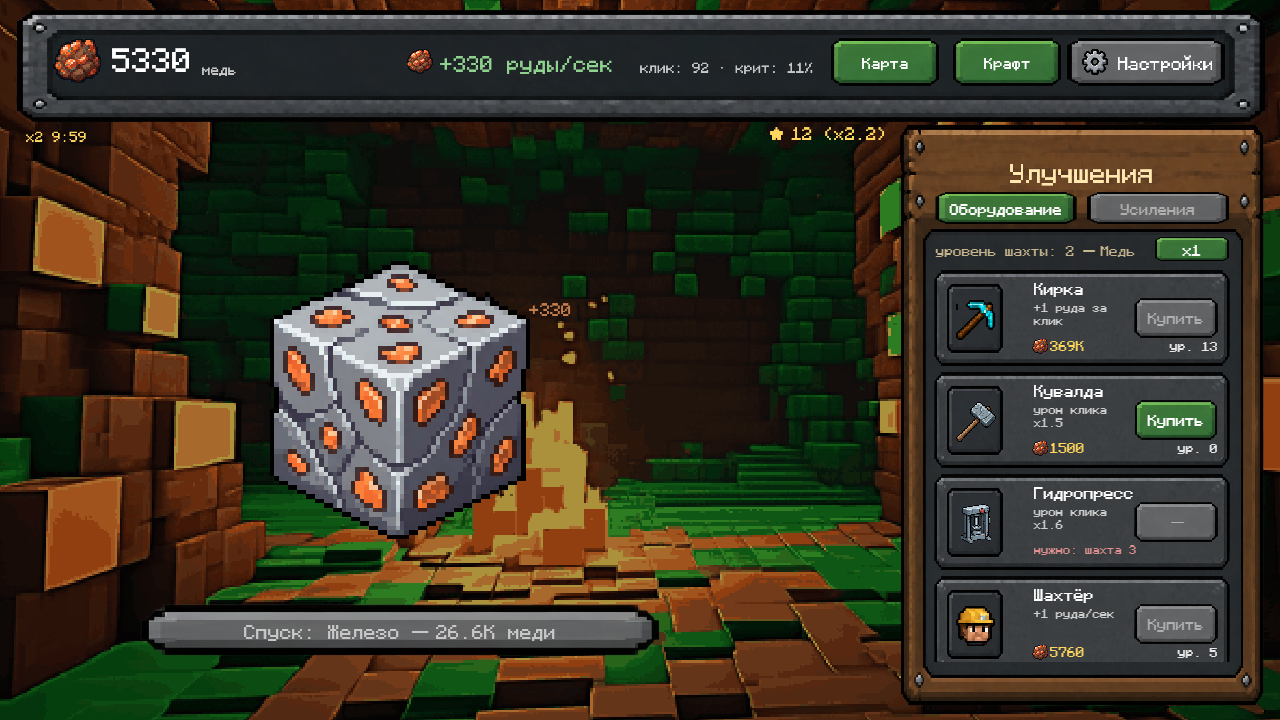 5330 медь
+330 руды/сек
клик: 92 · крит: 11%
Карта
Крафт
Настройки
x2 9:59
12 (x2.2)
Улучшения
Оборудование
Усиления
уровень шахты: 2 — Медь
x1
Кирка
+1 руда за
клик
369K
Купить
ур. 13
+330
Кувалда
урон клика
x1.5
1500
Купить
ур. 0
Гидропресс
урон клика
x1.6
нужно: шахта 3
—
Шахтёр
+1 руда/сек
5760
Купить
ур. 5
Спуск: Железо — 26.6K меди